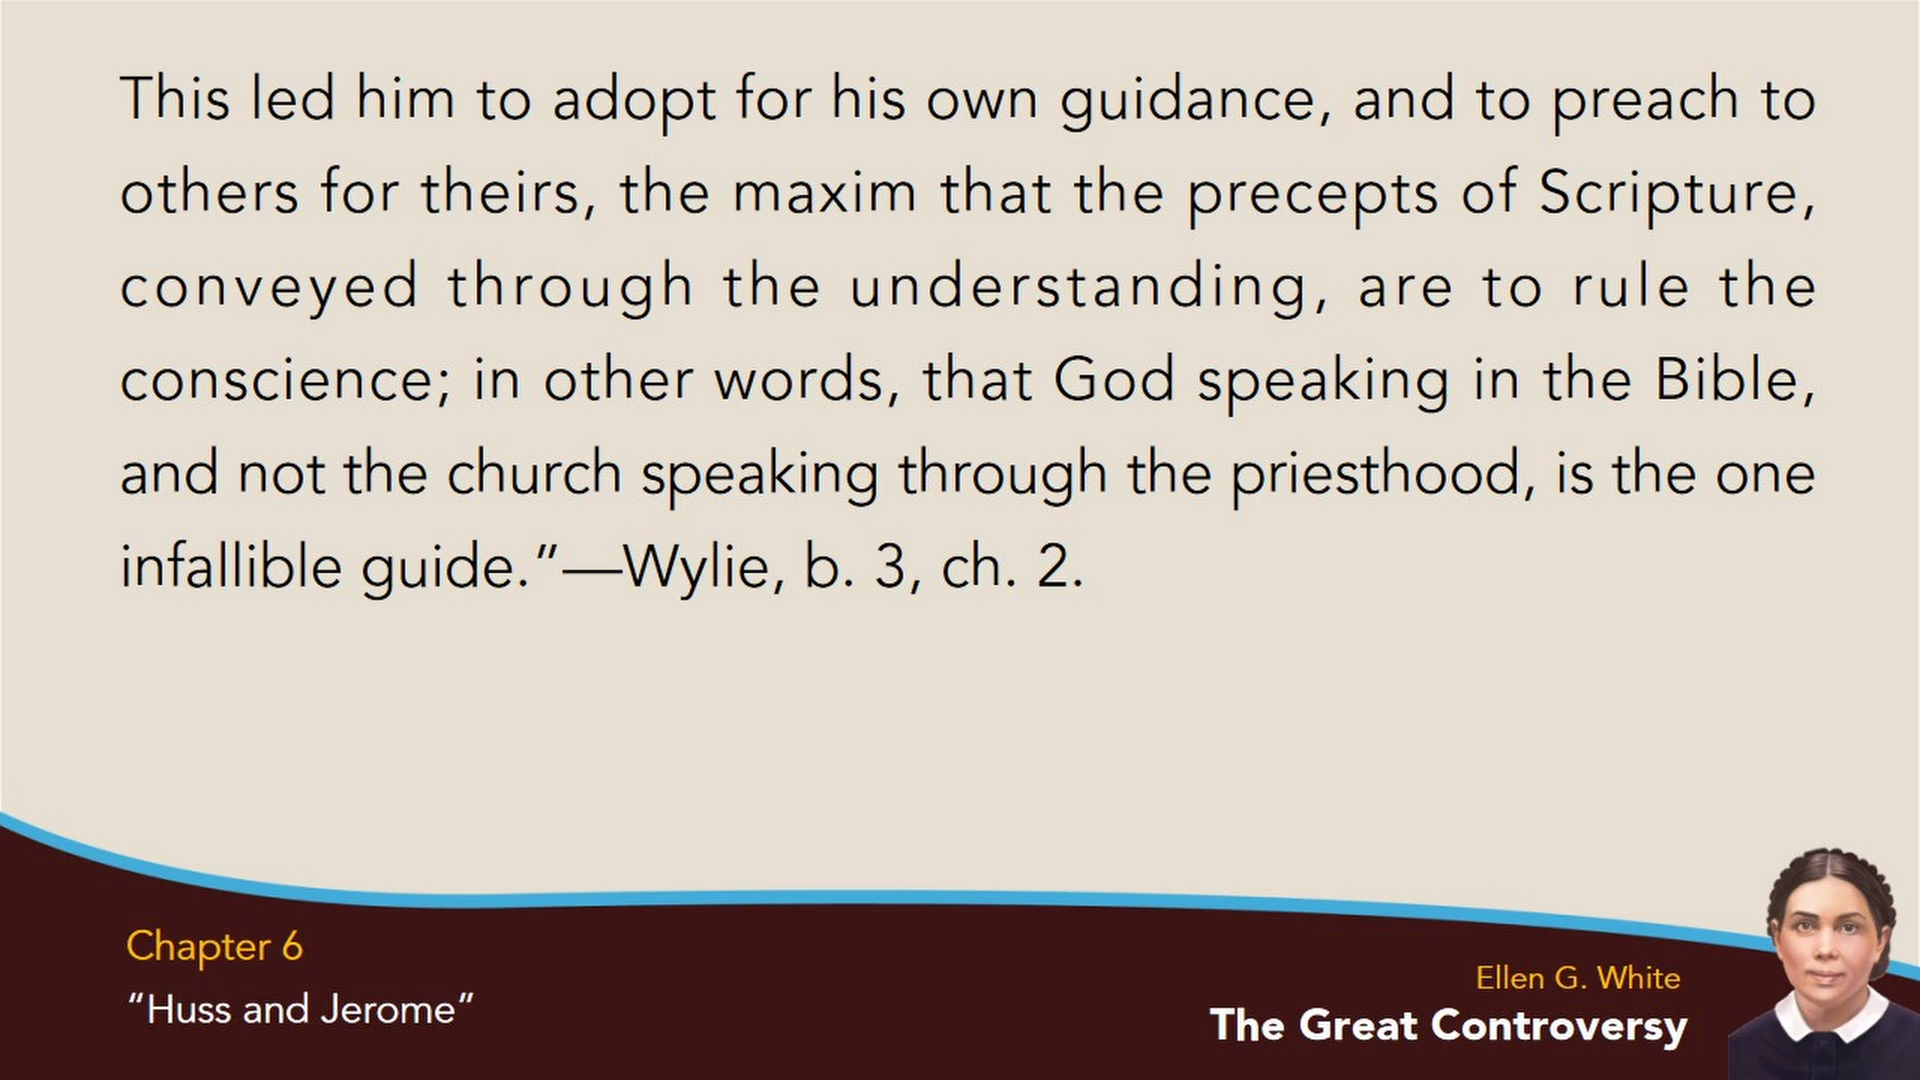 This led him to adopt for his own guidance, and to preach to
others for theirs, the maxim that the precepts of Scripture,
conveyed through the understanding, are to rule the
conscience; in other words, that God speaking in the Bible,
and not the church speaking through the priesthood, is the one
infallible guide.”—Wylie, b. 3, ch. 2.
Chapter 6
“Huss and Jerome”
Ellen G. White
The Great Controversy